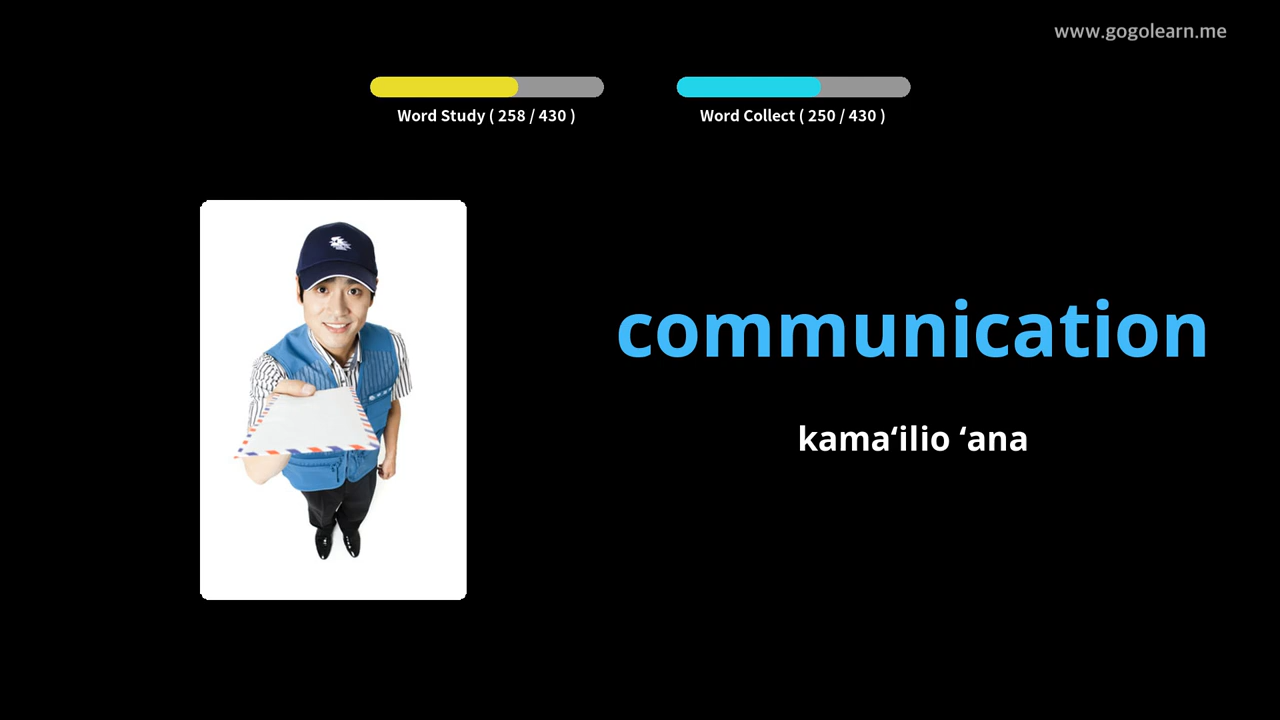 www.gogolearn.me
Word Study ( 258 / 430 )
Word Collect ( 250 / 430 )
communication
kamaʻilio ʻana